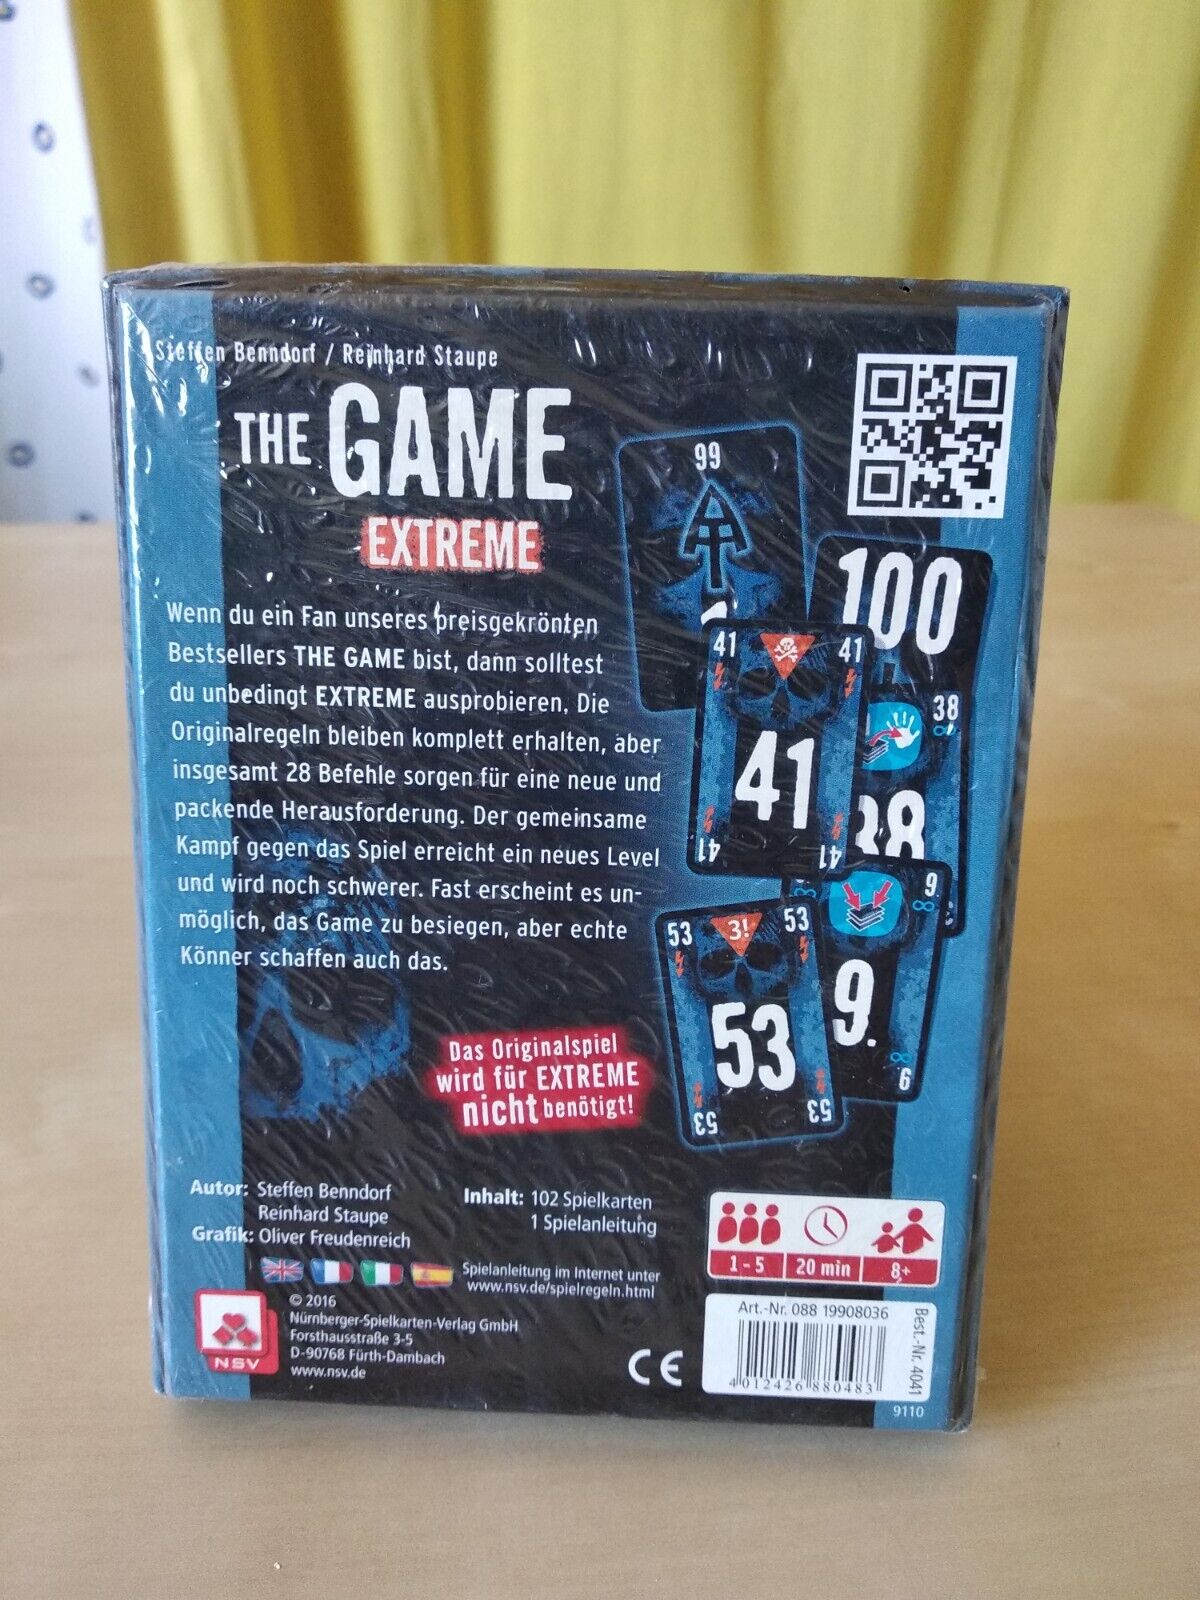 Steffen Benndorf / Reinhard Staupe
THE GAME
EXTREME
Wenn du ein Fan unseres preisgekrönten
Bestsellers THE GAME bist, dann solltest
du unbedingt EXTREME ausprobieren. Die
Originalregeln bleiben komplett erhalten, aber
insgesamt 28 Befehle sorgen für eine neue und
packende Herausforderung. Der gemeinsame
Kampf gegen das Spiel erreicht ein neues Level
und wird noch schwerer. Fast erscheint es un-
möglich, das Game zu besiegen, aber echte
Könner schaffen auch das.
99
100
41 41
41
41 41
38
38
9
9.
9
53 3! 53
53
53 53
Das Originalspiel
wird für EXTREME
nicht benötigt!
Autor: Steffen Benndorf
Reinhard Staupe
Grafik: Oliver Freudenreich
Inhalt: 102 Spielkarten
1 Spielanleitung
1 - 5 20 min 8+
Spielanleitung im Internet unter
www.nsv.de/spielregeln.html
NSV
© 2016
Nürnberger-Spielkarten-Verlag GmbH
Forsthausstraße 3-5
D-90768 Fürth-Dambach
www.nsv.de
CE
Art.-Nr. 088 19908036
4 012426 880483
Best.-Nr. 4041
9110